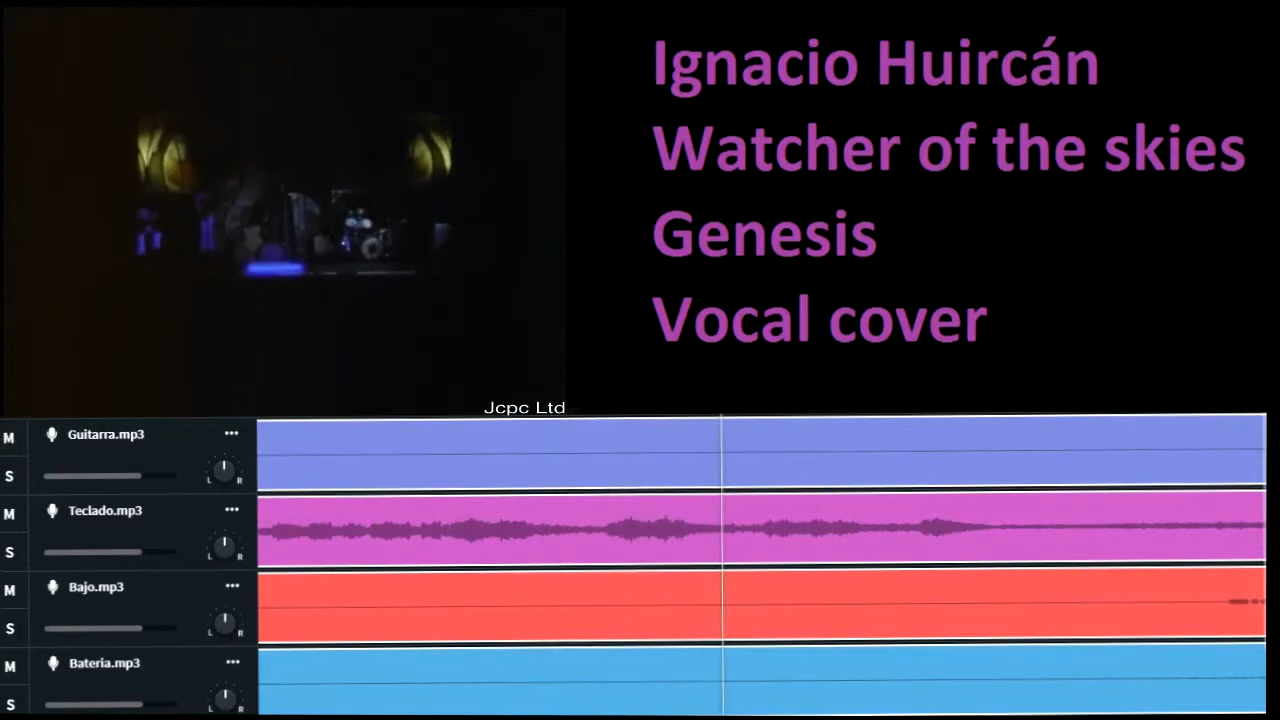 Ignacio Huircán
Watcher of the skies
Genesis
Vocal cover
Jcpc Ltd
M
Guitarra.mp3
S
L R
M
Teclado.mp3
S
L R
M
Bajo.mp3
S
L R
M
Bateria.mp3
S
L R